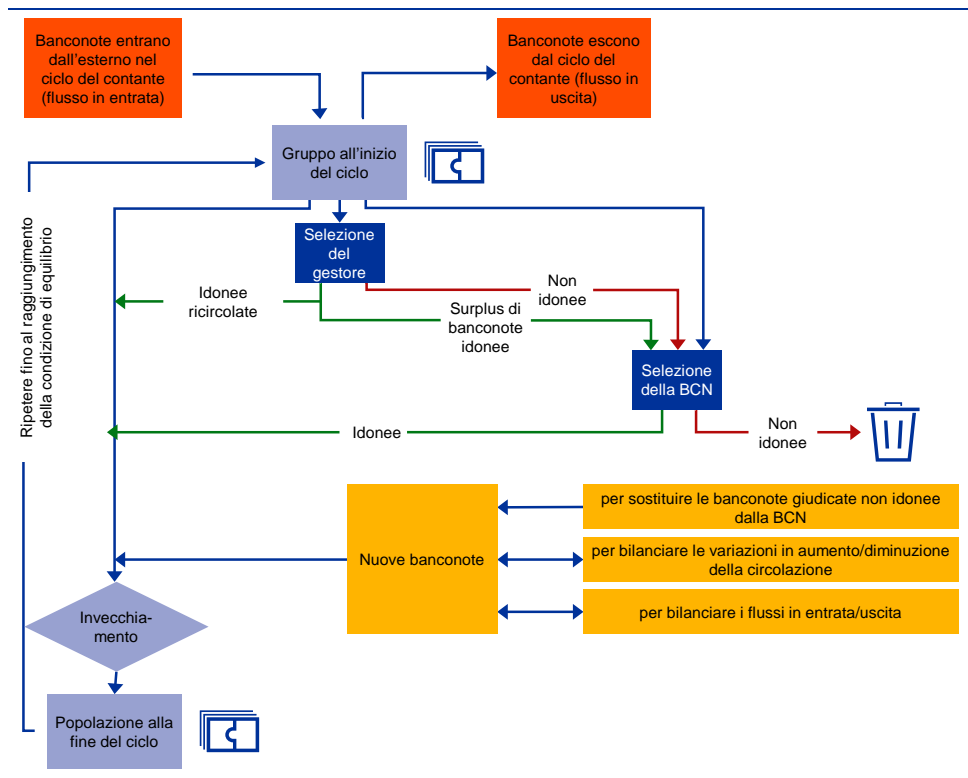 Banconote entrano
dall'esterno nel
ciclo del contante
(flusso in entrata)
Banconote escono
dal ciclo del
contante (flusso in
uscita)
Gruppo all'inizio
del ciclo
Ripetere fino al raggiungimento
della condizione di equilibrio
Selezione
del
gestore
Idonee
ricircolate
Non
idonee
Surplus di
banconote
idonee
Selezione
della BCN
Idonee
Non
idonee
Nuove banconote
per sostituire le banconote giudicate non idonee
dalla BCN
per bilanciare le variazioni in aumento/diminuzione
della circolazione
per bilanciare i flussi in entrata/uscita
Invecchia-
mento
Popolazione alla
fine del ciclo